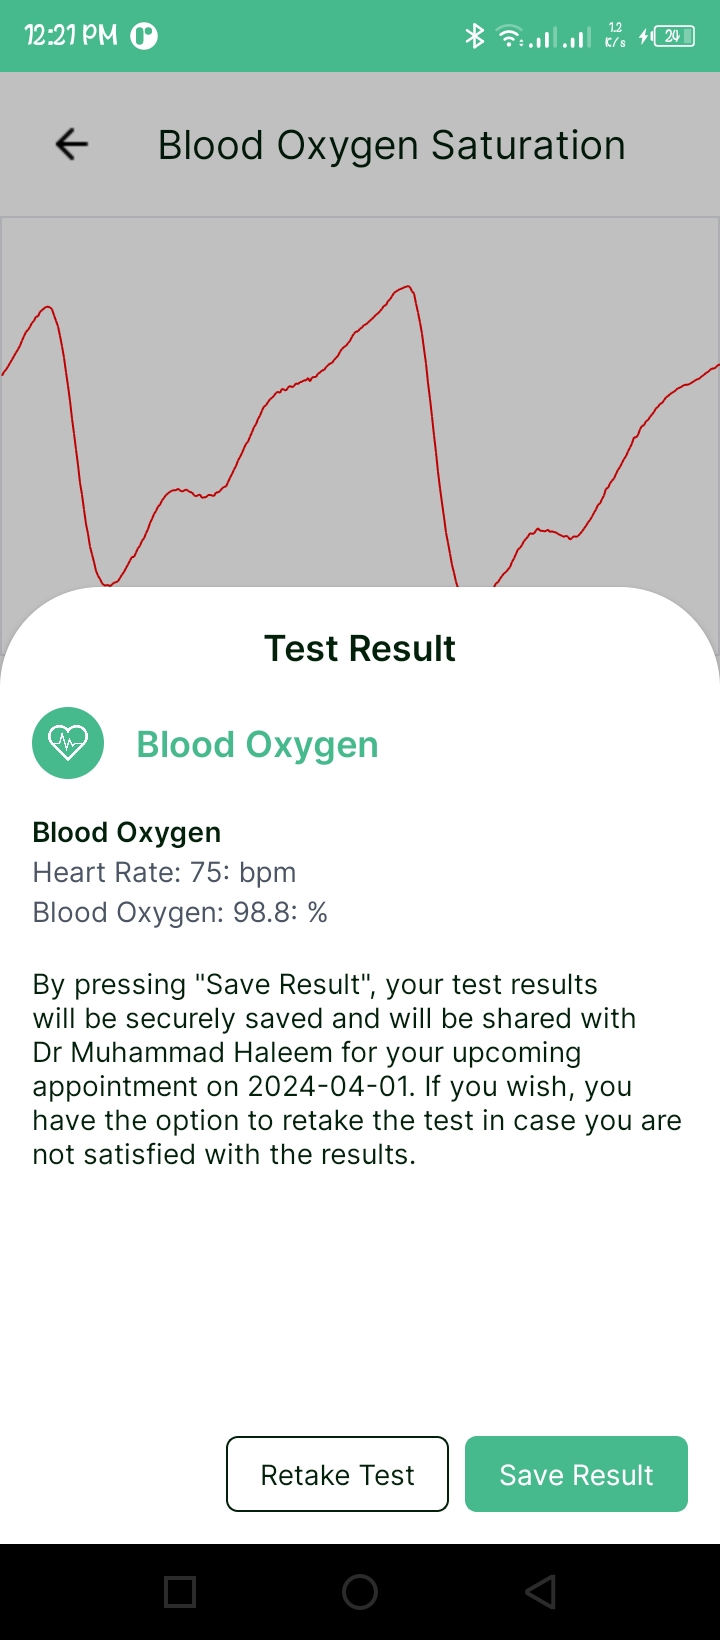 12:21 PM
1.2
K/s
24
Blood Oxygen Saturation
Test Result
Blood Oxygen
Blood Oxygen
Heart Rate: 75: bpm
Blood Oxygen: 98.8: %
By pressing "Save Result", your test results
will be securely saved and will be shared with
Dr Muhammad Haleem for your upcoming
appointment on 2024-04-01. If you wish, you
have the option to retake the test in case you are
not satisfied with the results.
Retake Test
Save Result